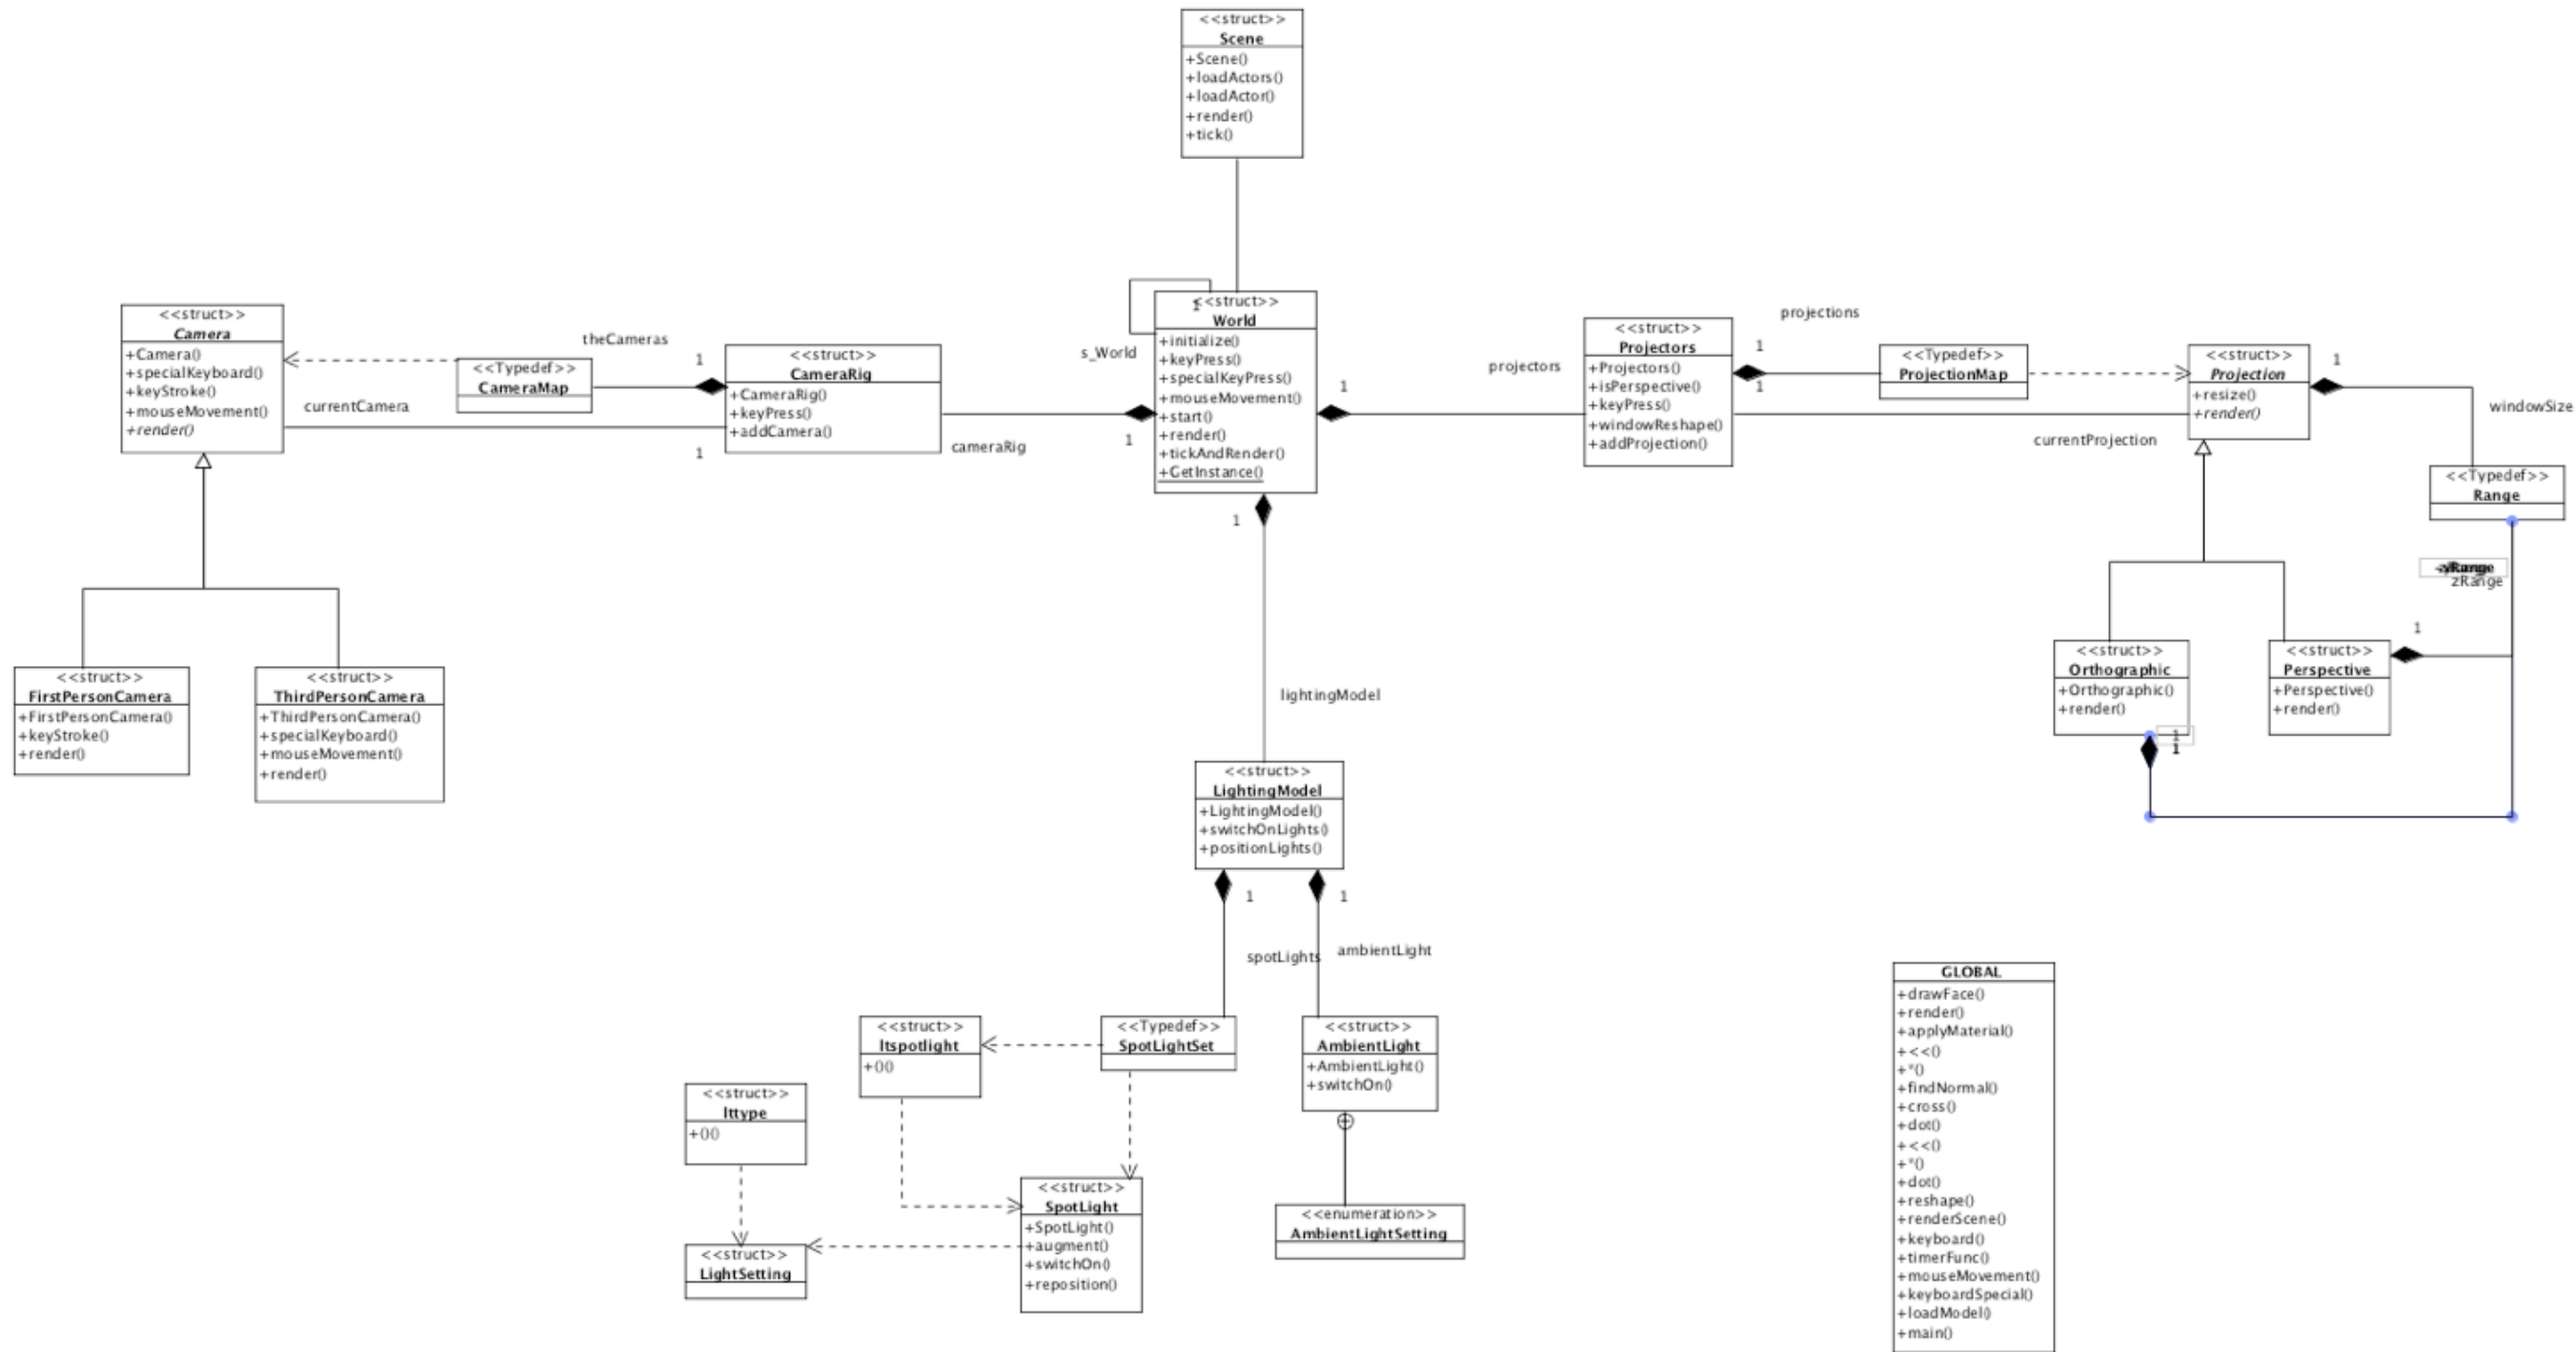 <<struct>>
Scene
+Scene()
+loadActors()
+loadActor()
+render()
+tick()
<<struct>>
Camera
+Camera()
+specialKeyboard()
+keyStroke()
+mouseMovement()
+render()
theCameras
1
<<Typedef>>
CameraMap
currentCamera
1
<<struct>>
CameraRig
+CameraRig()
+keyPress()
+addCamera()
cameraRig
1
s_World
1
<<struct>>
World
+initialize()
+keyPress()
+specialKeyPress()
+mouseMovement()
+start()
+render()
+tickAndRender()
+GetInstance()
1
projectors
<<struct>>
Projectors
+Projectors()
+isPerspective()
+keyPress()
+windowReshape()
+addProjection()
projections
1
1
<<Typedef>>
ProjectionMap
currentProjection
<<struct>>
Projection
+resize()
+render()
1
windowSize
<<Typedef>>
Range
zRange
1
1
lightingModel
<<struct>>
FirstPersonCamera
+FirstPersonCamera()
+keyStroke()
+render()
<<struct>>
ThirdPersonCamera
+ThirdPersonCamera()
+specialKeyboard()
+mouseMovement()
+render()
<<struct>>
Orthographic
+Orthographic()
+render()
1
1
<<struct>>
Perspective
+Perspective()
+render()
<<struct>>
LightingModel
+LightingModel()
+switchOnLights()
+positionLights()
1
1
spotLights
ambientLight
<<struct>>
ltspotlight
+()()
<<Typedef>>
SpotLightSet
<<struct>>
AmbientLight
+AmbientLight()
+switchOn()
<<struct>>
lttype
+()()
<<struct>>
SpotLight
+SpotLight()
+augment()
+switchOn()
+reposition()
<<struct>>
LightSetting
<<enumeration>>
AmbientLightSetting
GLOBAL
+drawFace()
+render()
+applyMaterial()
+<<()
+*()
+findNormal()
+cross()
+dot()
+<<()
+*()
+dot()
+reshape()
+renderScene()
+keyboard()
+timerFunc()
+mouseMovement()
+keyboardSpecial()
+loadModel()
+main()